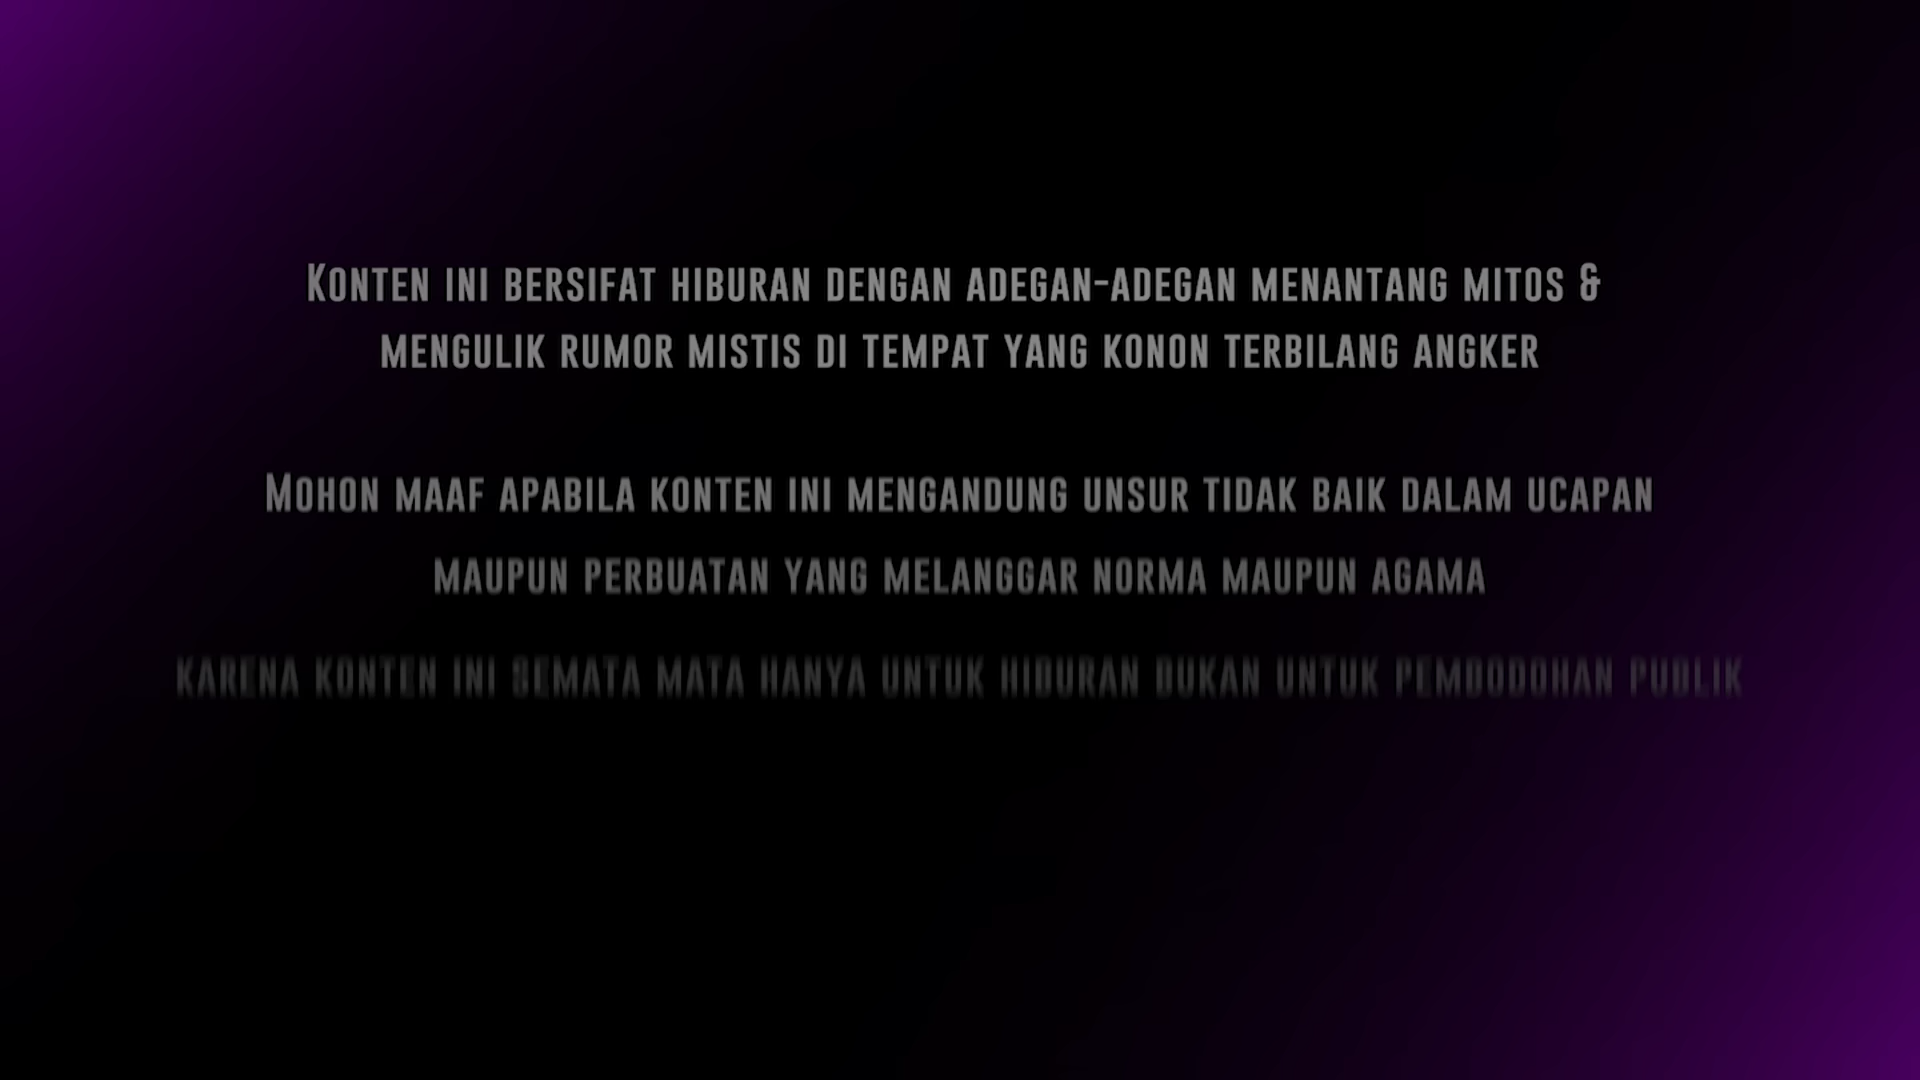 Konten ini bersifat hiburan dengan adegan-adegan menantang mitos &
mengulik rumor mistis di tempat yang konon terbilang angker
Mohon maaf apabila konten ini mengandung unsur tidak baik dalam ucapan
maupun perbuatan yang melanggar norma maupun agama
karena konten ini semata mata hanya untuk hiburan bukan untuk pembodohan publik